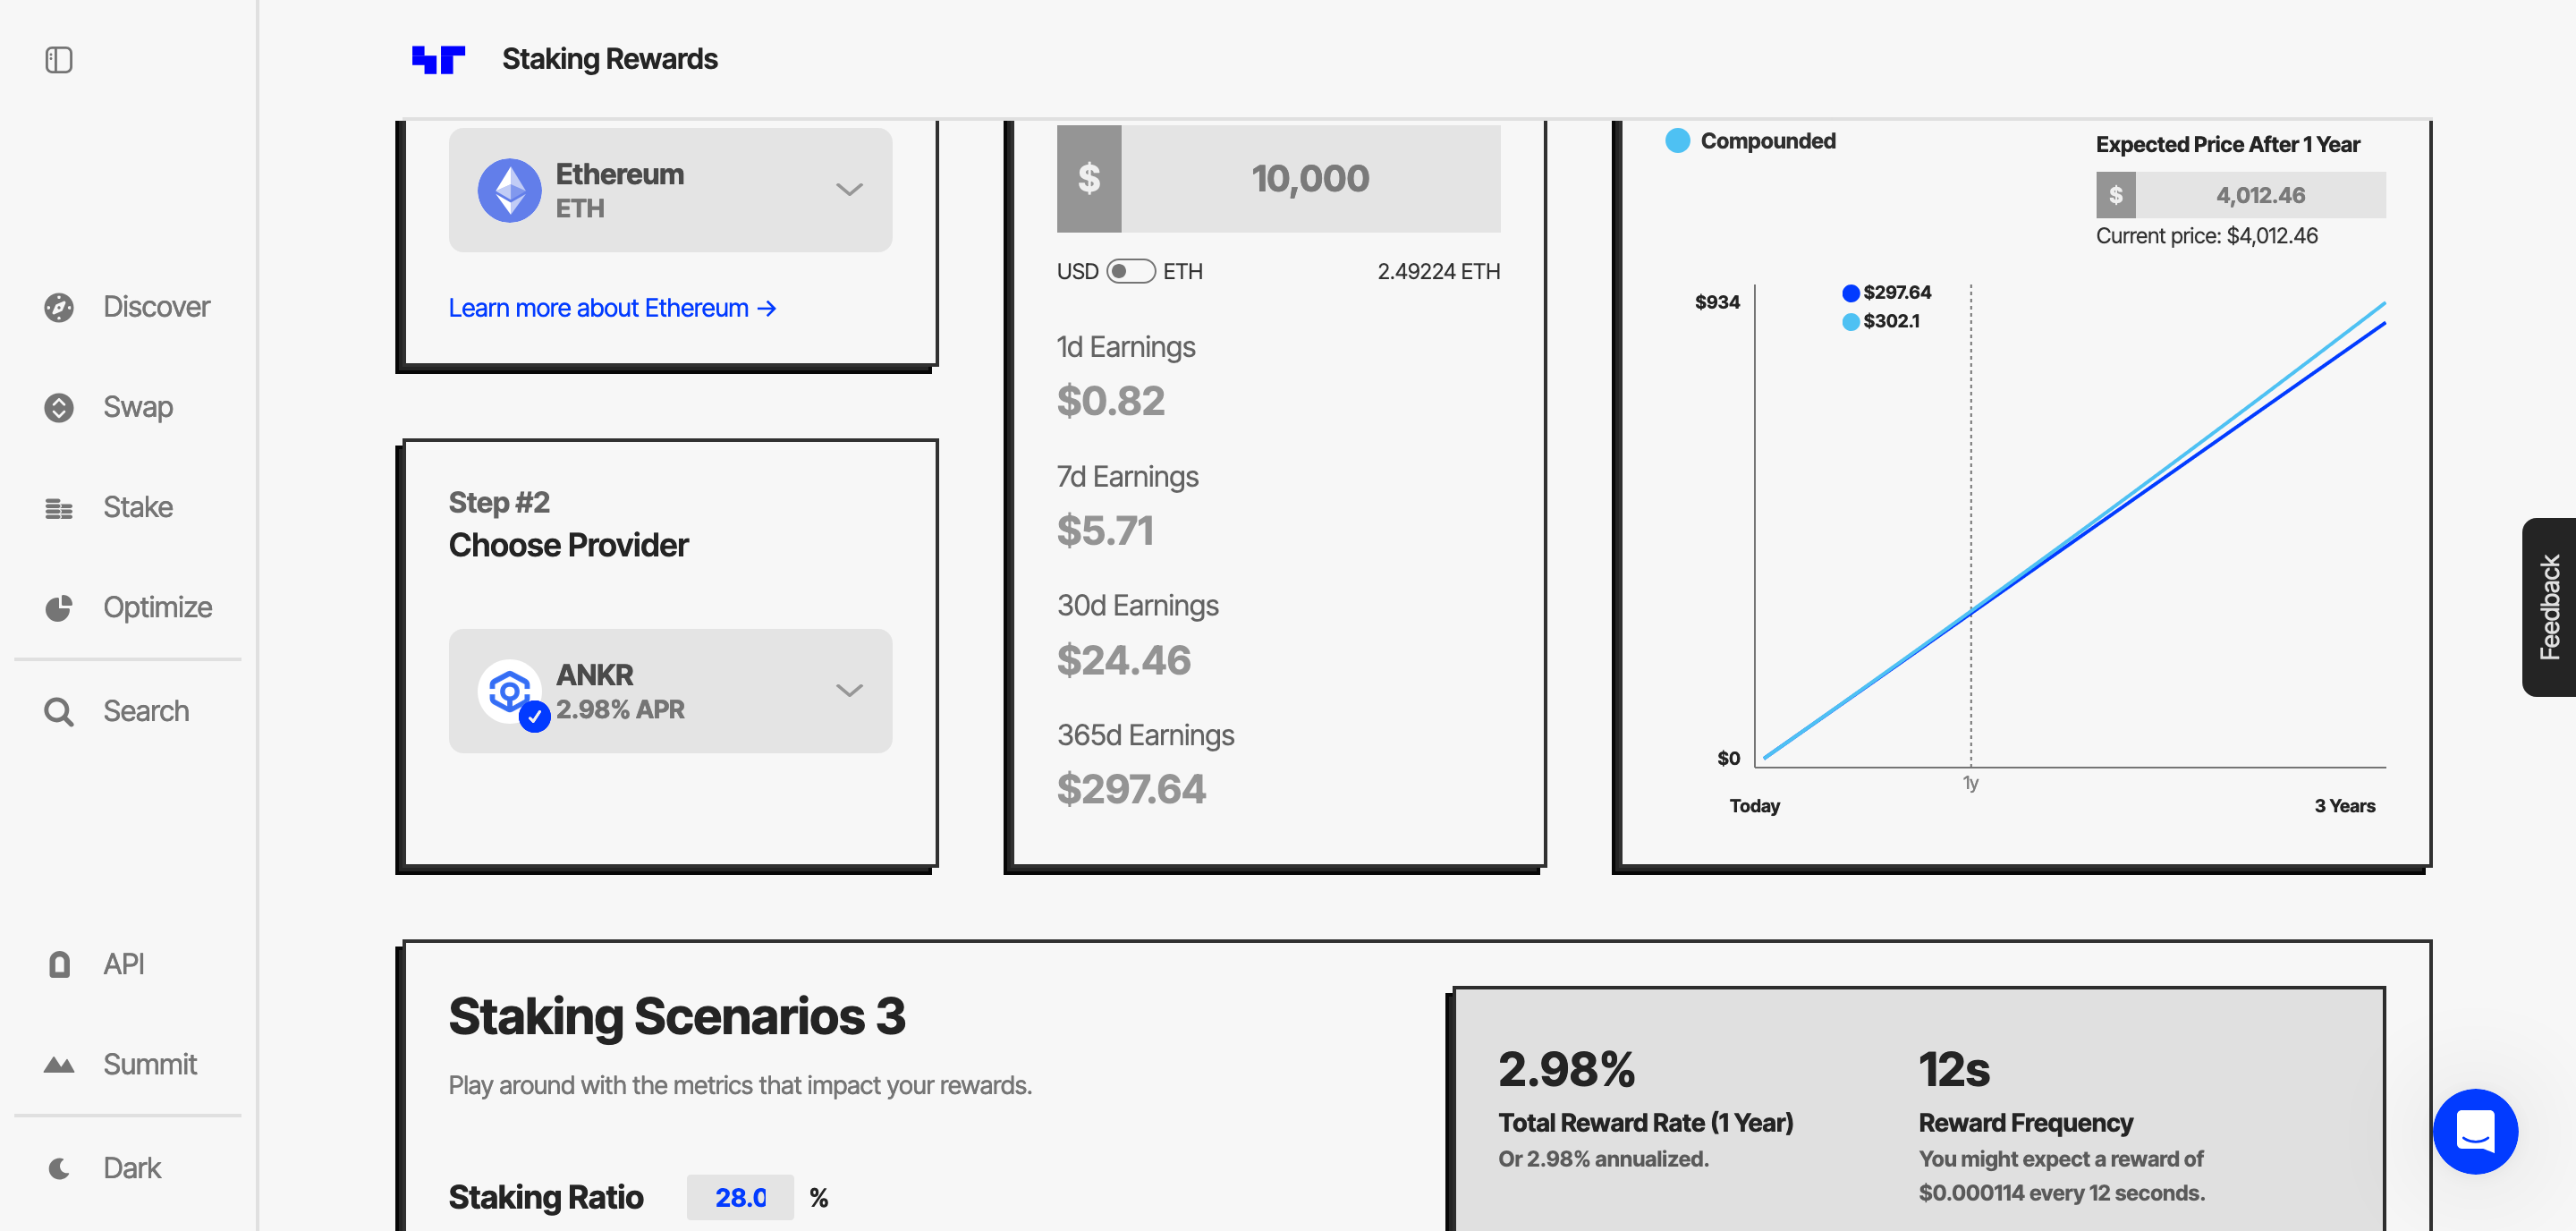 Staking Rewards
Discover
Swap
Stake
Optimize
Search
API
Summit
Dark
Ethereum
ETH
Learn more about Ethereum →
Step #2
Choose Provider
ANKR
2.98% APR
$ 10,000
USD ETH 2.49224 ETH
1d Earnings
$0.82
7d Earnings
$5.71
30d Earnings
$24.46
365d Earnings
$297.64
Compounded
Expected Price After 1 Year
$ 4,012.46
Current price: $4,012.46
$934
$297.64
$302.1
$0
1y
Today
3 Years
Feedback
Staking Scenarios 3
Play around with the metrics that impact your rewards.
Staking Ratio 28.0 %
2.98%
Total Reward Rate (1 Year)
Or 2.98% annualized.
12s
Reward Frequency
You might expect a reward of
$0.000114 every 12 seconds.